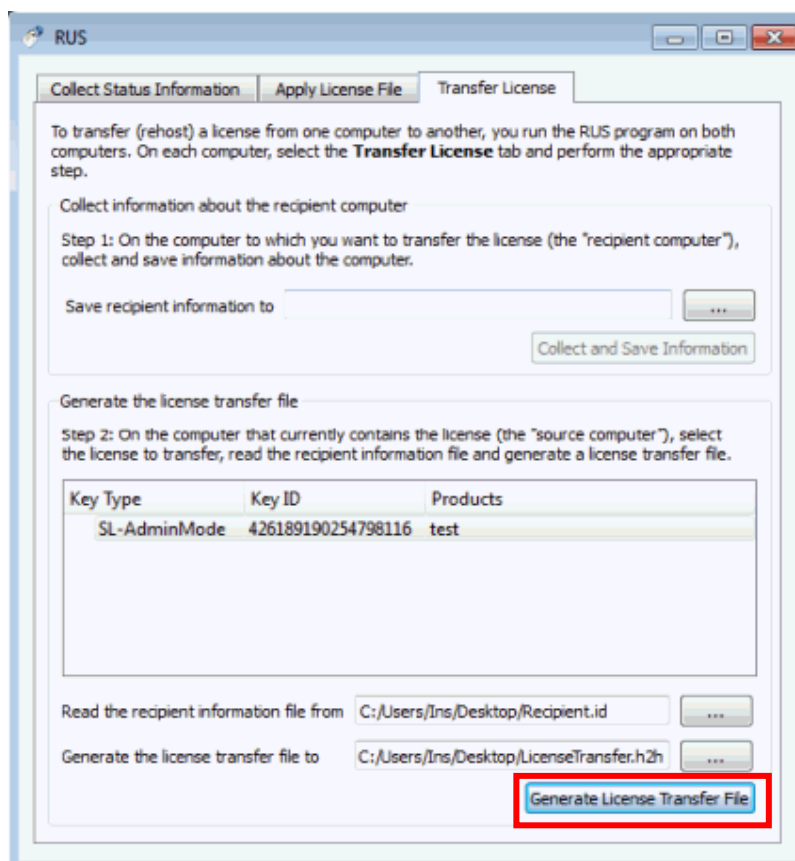 RUS
Collect Status Information
Apply License File
Transfer License
To transfer (rehost) a license from one computer to another, you run the RUS program on both
computers. On each computer, select the Transfer License tab and perform the appropriate
step.
Collect information about the recipient computer
Step 1: On the computer to which you want to transfer the license (the "recipient computer"),
collect and save information about the computer.
Save recipient information to
...
Collect and Save Information
Generate the license transfer file
Step 2: On the computer that currently contains the license (the "source computer"), select
the license to transfer, read the recipient information file and generate a license transfer file.
Key Type Key ID Products
SL-AdminMode 426189190254798116 test
Read the recipient information file from C:/Users/Ins/Desktop/Recipient.id ...
Generate the license transfer file to C:/Users/Ins/Desktop/LicenseTransfer.h2h ...
Generate License Transfer File